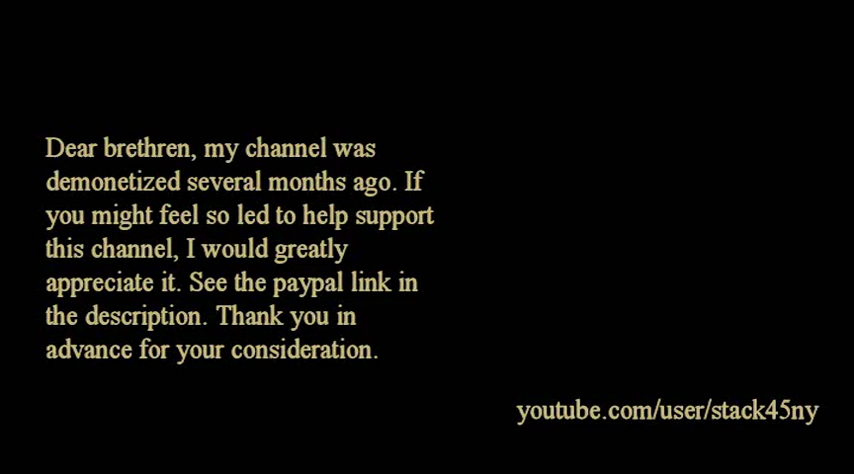 Dear brethren, my channel was
demonetized several months ago. If
you might feel so led to help support
this channel, I would greatly
appreciate it. See the paypal link in
the description. Thank you in
advance for your consideration.
youtube.com/user/stack45ny